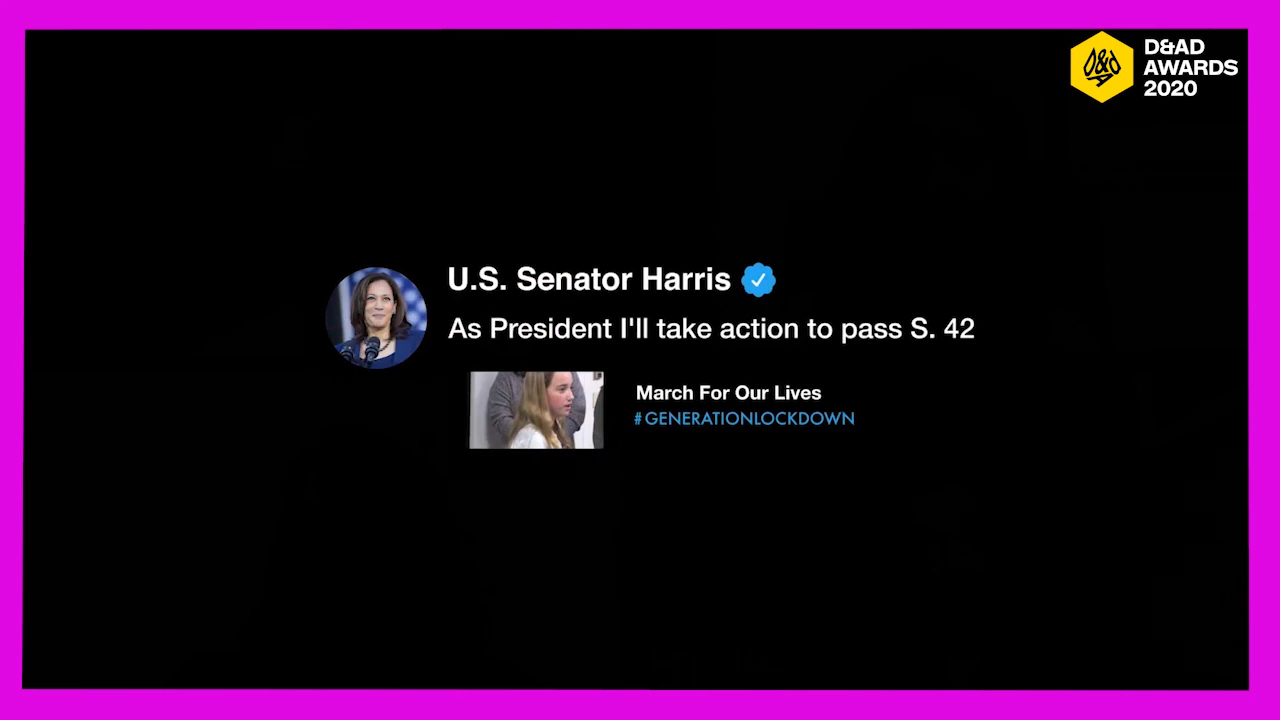 D&AD
AWARDS
2020
U.S. Senator Harris
As President I'll take action to pass S. 42
March For Our Lives
#GENERATIONLOCKDOWN